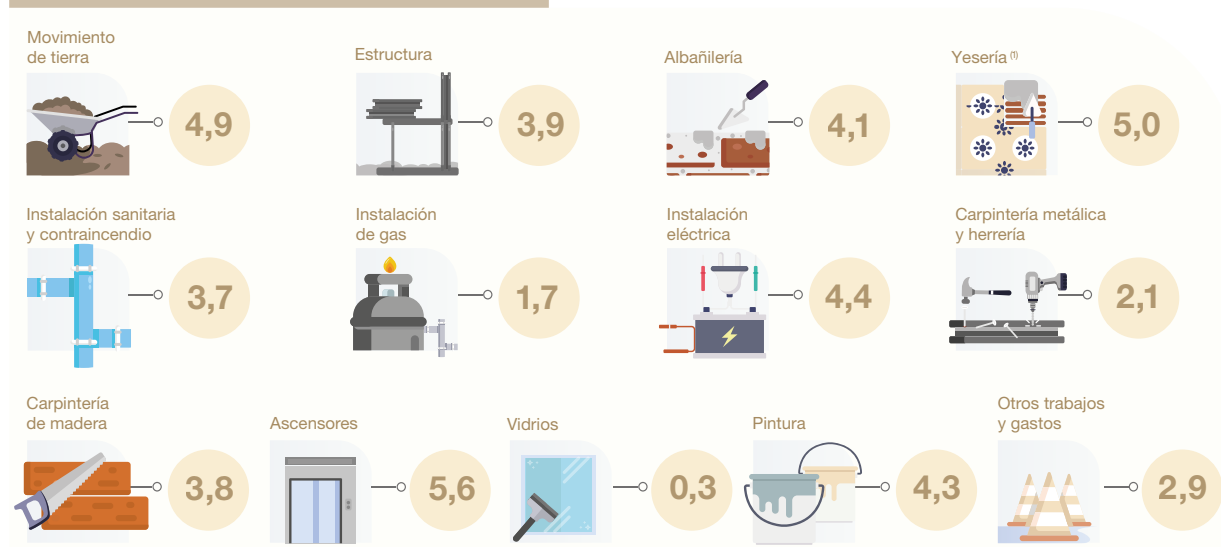 Movimiento
de tierra
4,9
Estructura
3,9
Albañilería
4,1
Yesería (1)
5,0
Instalación sanitaria
y contraincendio
3,7
Instalación
de gas
1,7
Instalación
eléctrica
4,4
Carpintería metálica
y herrería
2,1
Carpintería
de madera
3,8
Ascensores
5,6
Vidrios
0,3
Pintura
4,3
Otros trabajos
y gastos
2,9